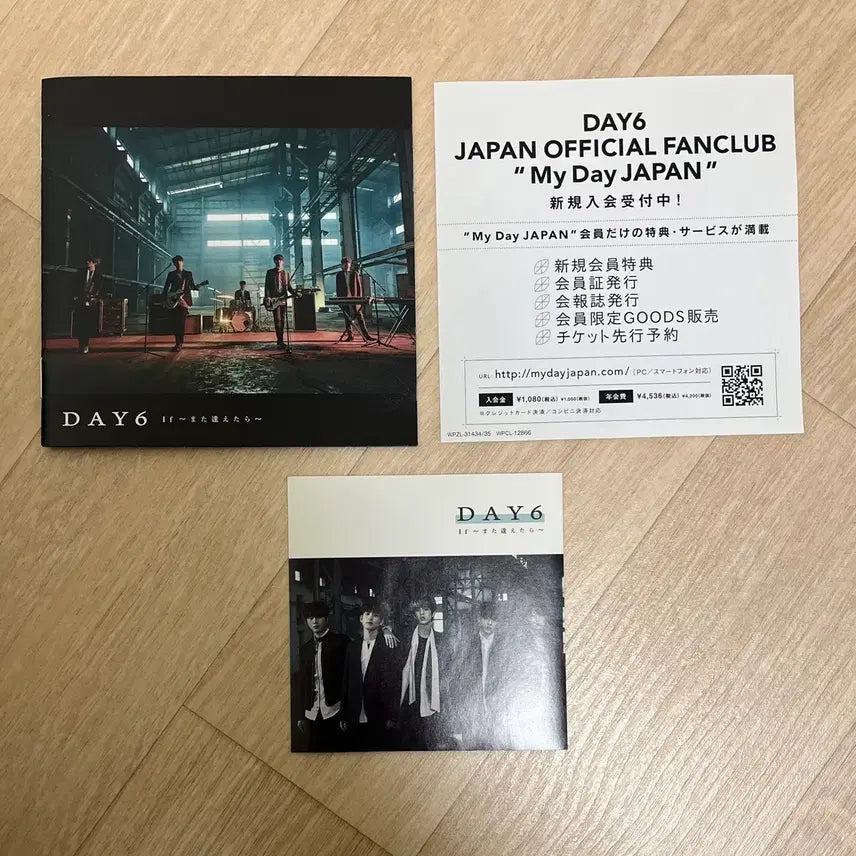 DAY6 If ～また逢えたら～
DAY6
JAPAN OFFICIAL FANCLUB
“My Day JAPAN”
新規入会受付中!
“My Day JAPAN”会員だけの特典・サービスが満載
新規会員特典
会員証発行
会報誌発行
会員限定GOODS販売
チケット先行予約
URL: http://mydayjapan.com/ (PC／スマートフォン対応)
入会金 ¥1,080(税込) ¥1,000(税抜) 年会費 ¥4,536(税込) ¥4,200(税抜)
※クレジットカード決済／コンビニ決済対応
WPZL-31434/35 WPCL-12866
DAY6
If ～また逢えたら～